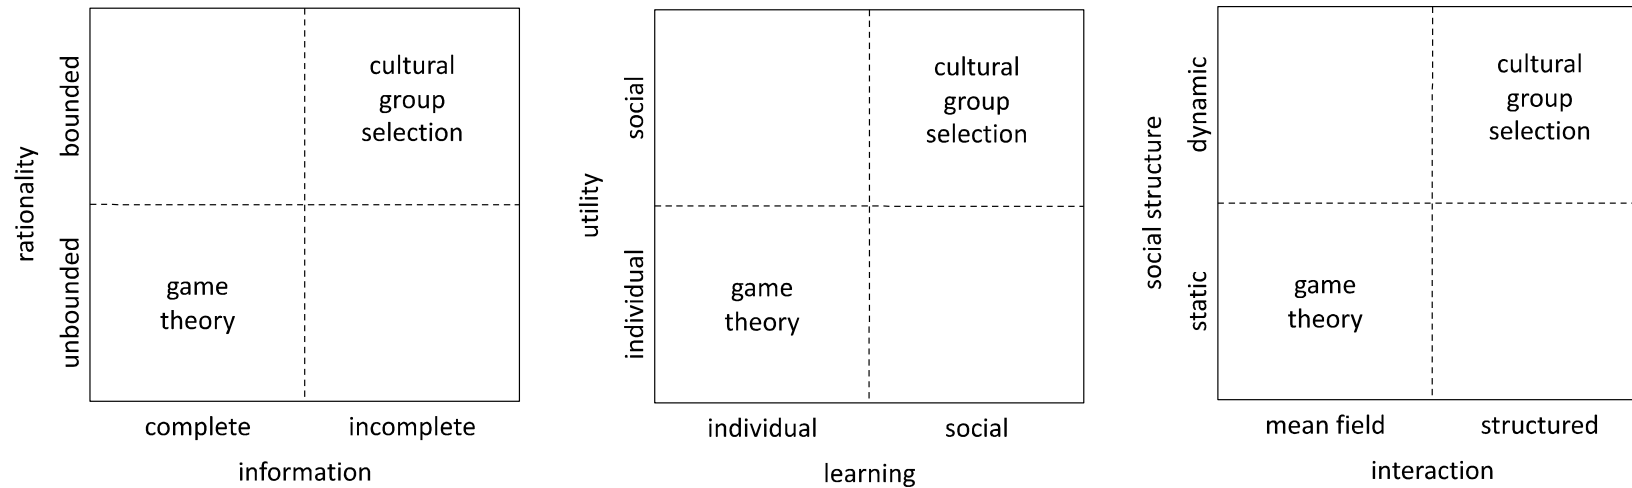 rationality
bounded
unbounded
cultural
group
selection
game
theory
complete
incomplete
information
utility
social
individual
cultural
group
selection
game
theory
individual
social
learning
social structure
dynamic
static
cultural
group
selection
game
theory
mean field
structured
interaction